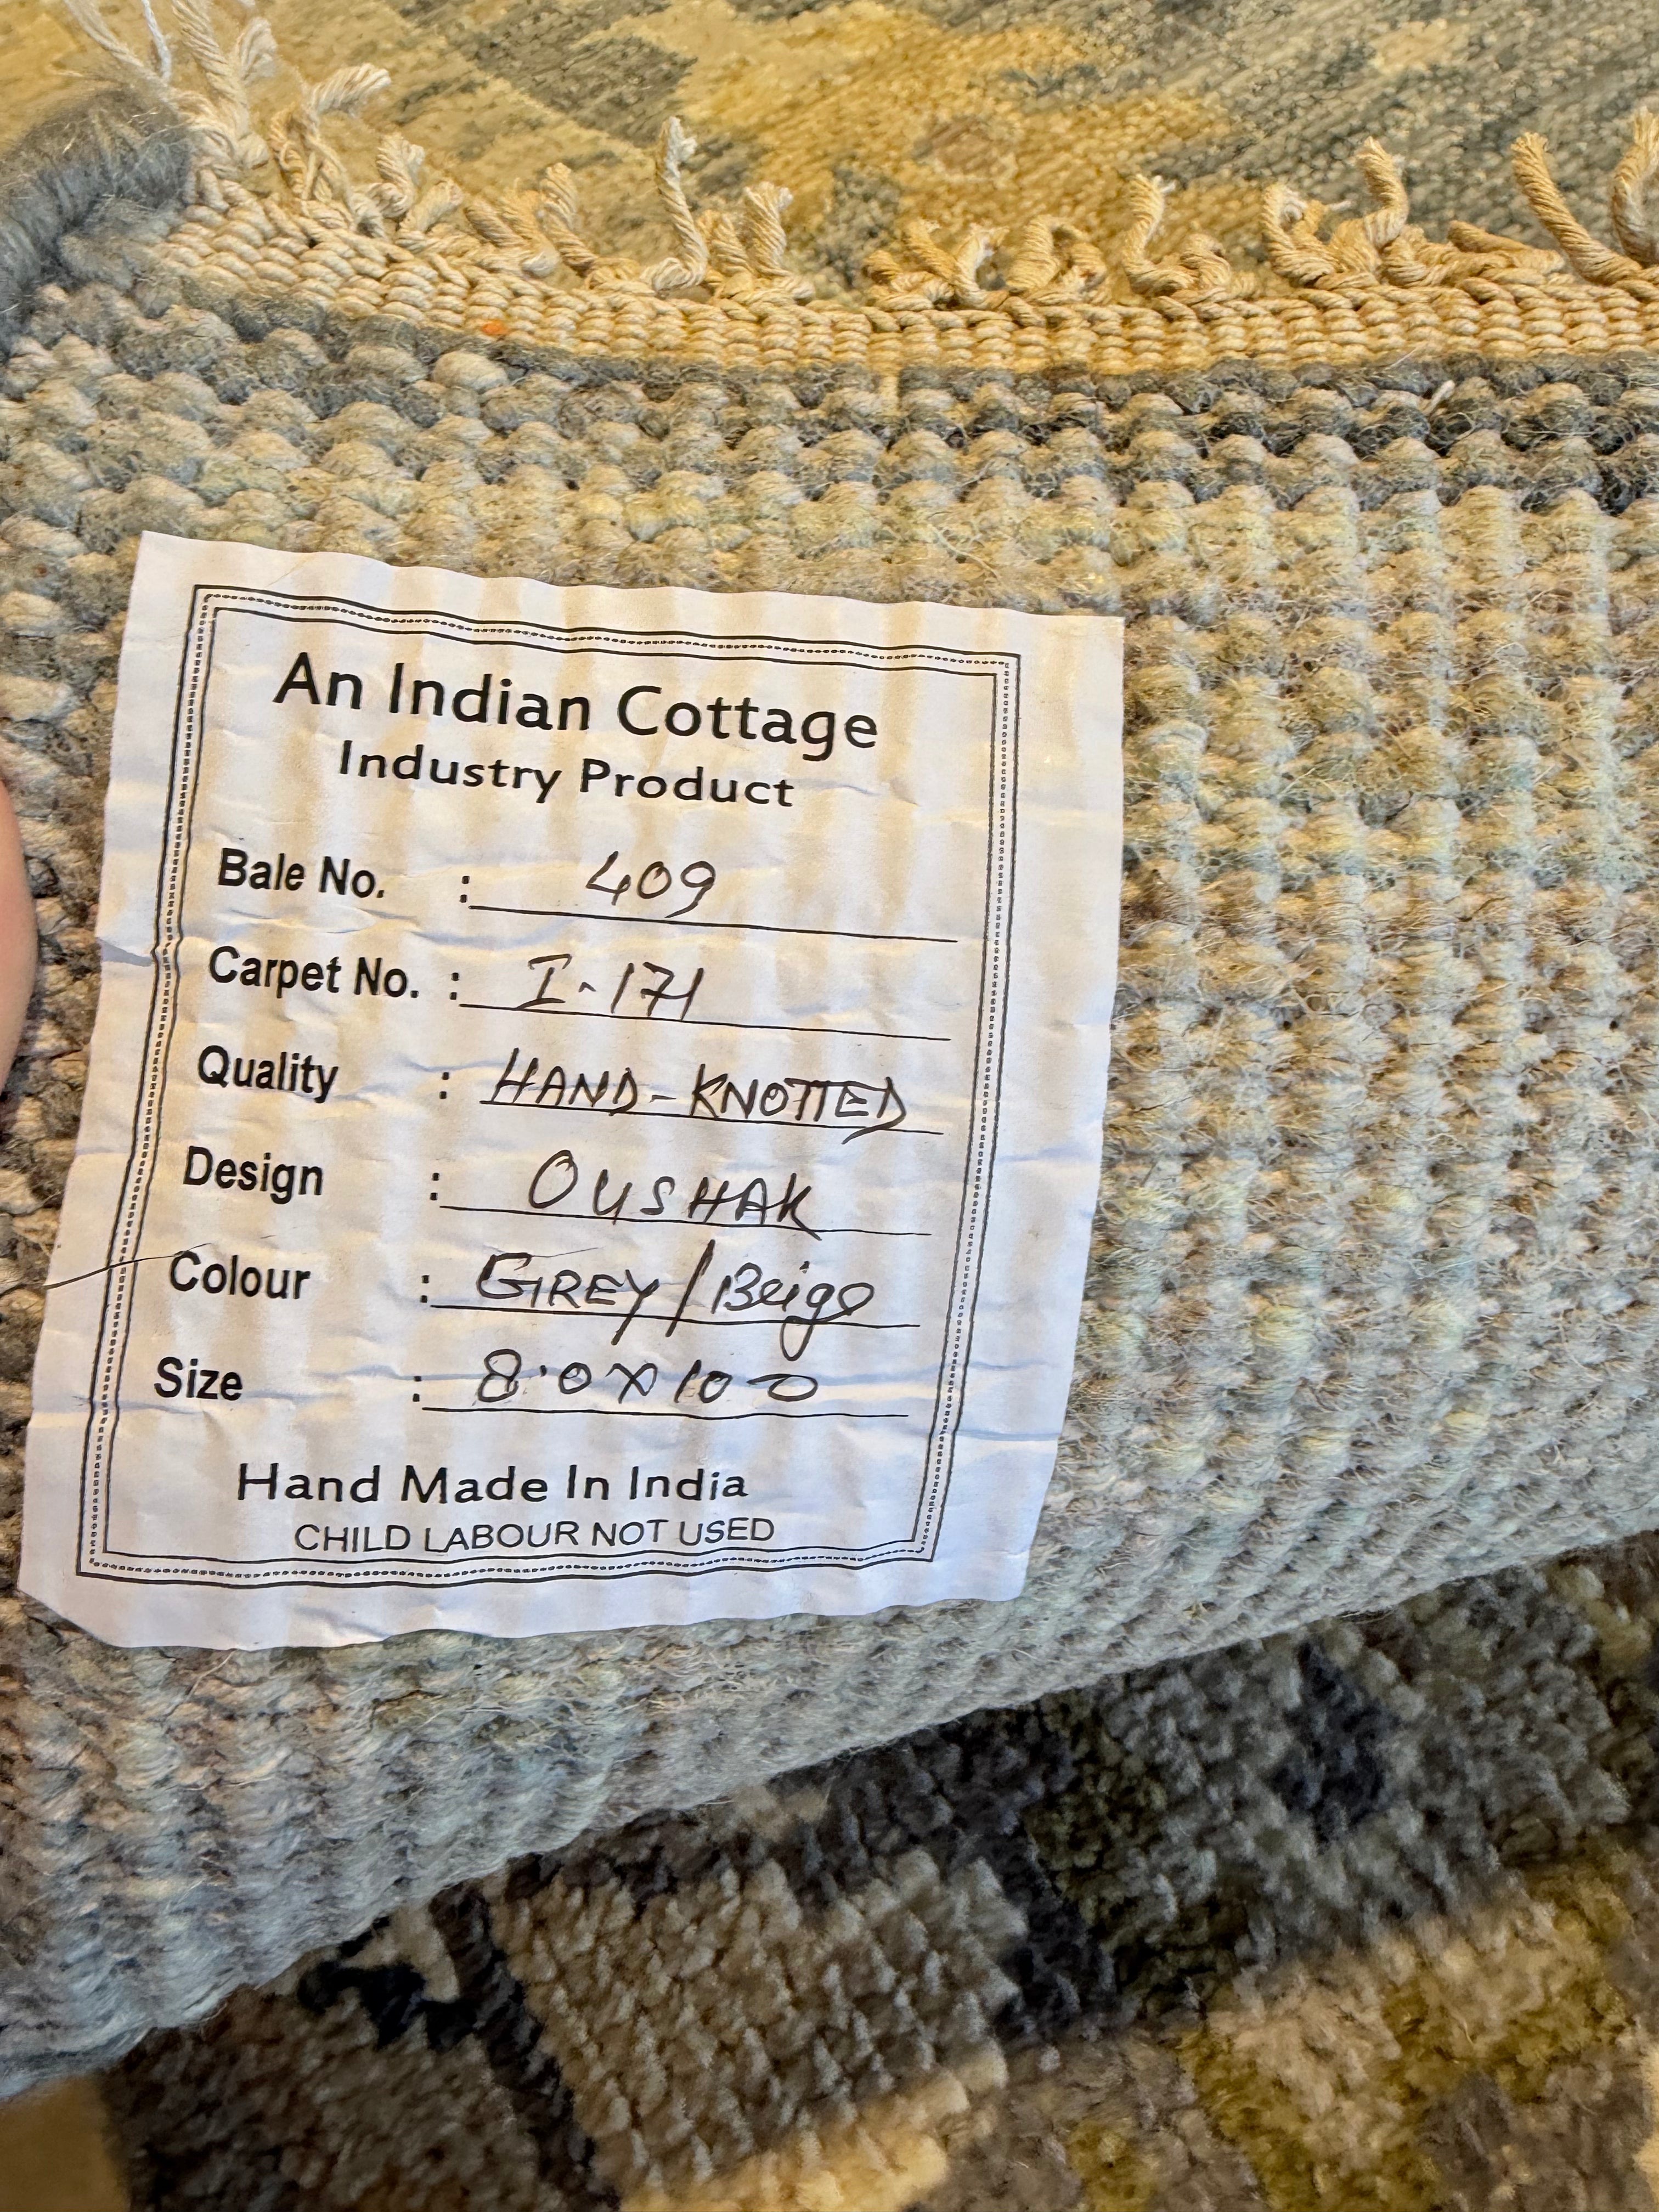 An Indian Cottage
Industry Product
Bale No. : 409
Carpet No. : I-171
Quality : HAND-KNOTTED
Design : OUSHAK
Colour : GREY/Beige
Size : 8.0x10-0
Hand Made In India
CHILD LABOUR NOT USED